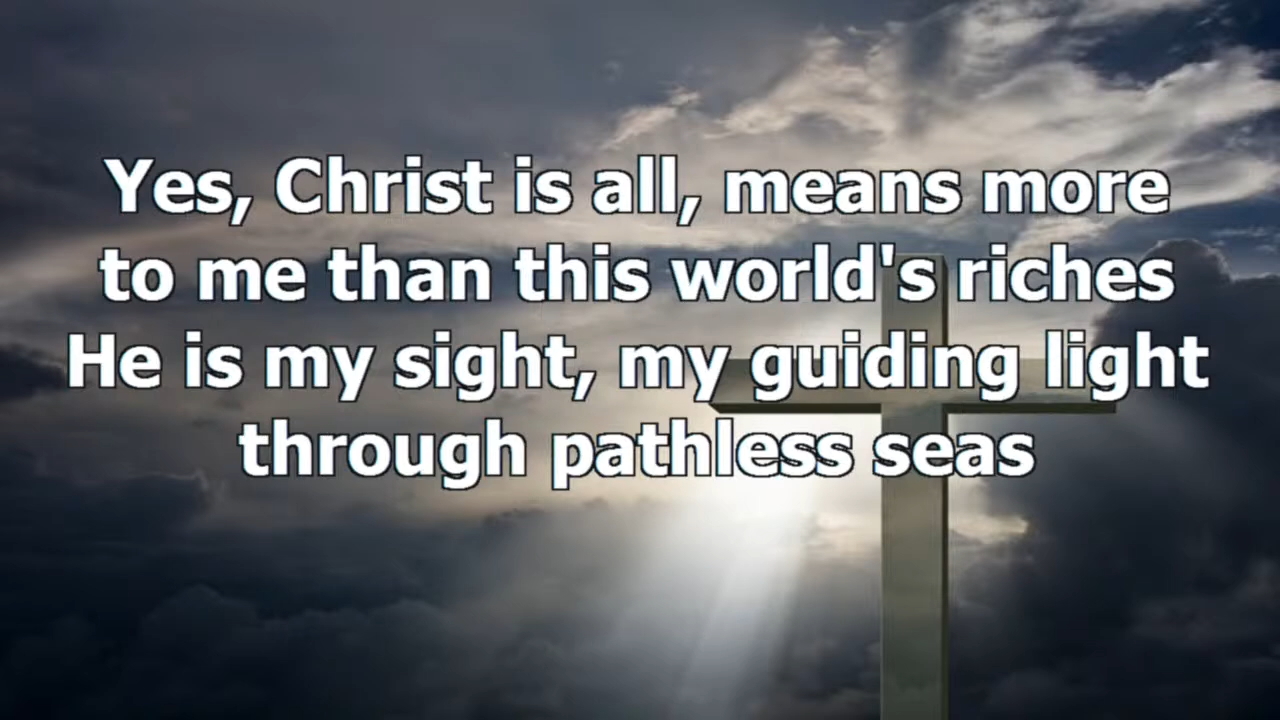 Yes, Christ is all, means more
to me than this world's riches
He is my sight, my guiding light
through pathless seas